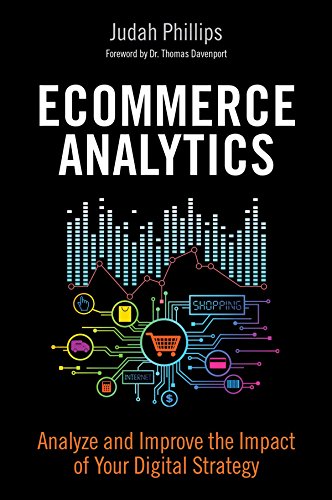 Judah Phillips
Foreword by Dr. Thomas Davenport
ECOMMERCE
ANALYTICS
SHOPPING
INTERNET
$
Analyze and Improve the Impact
of Your Digital Strategy